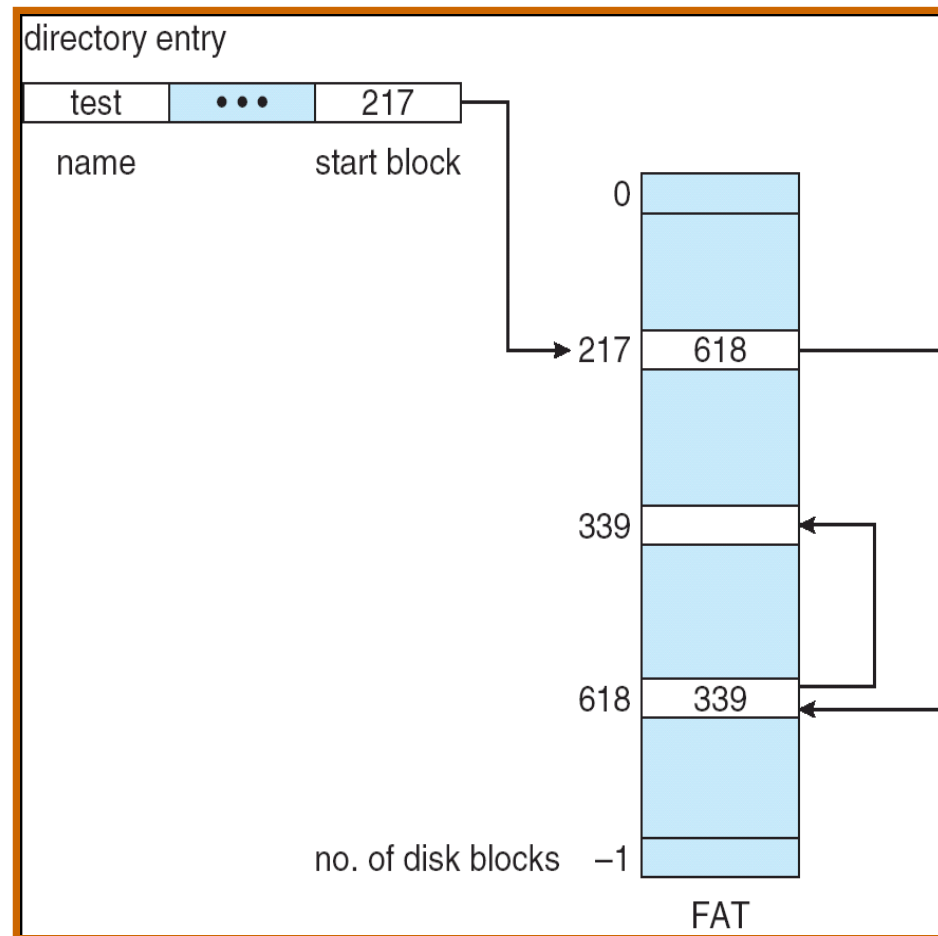 directory entry
test ••• 217
name start block
0
217 618
339
618 339
no. of disk blocks –1
FAT